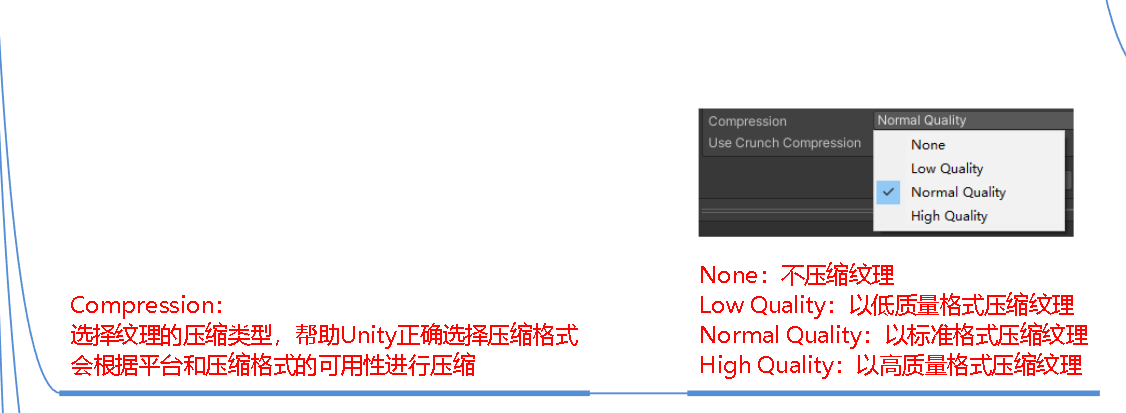 Compression
Normal Quality
Use Crunch Compression
None
Low Quality
Normal Quality
High Quality
Compression：
选择纹理的压缩类型，帮助Unity正确选择压缩格式
会根据平台和压缩格式的可用性进行压缩
None：不压缩纹理
Low Quality：以低质量格式压缩纹理
Normal Quality：以标准格式压缩纹理
High Quality：以高质量格式压缩纹理